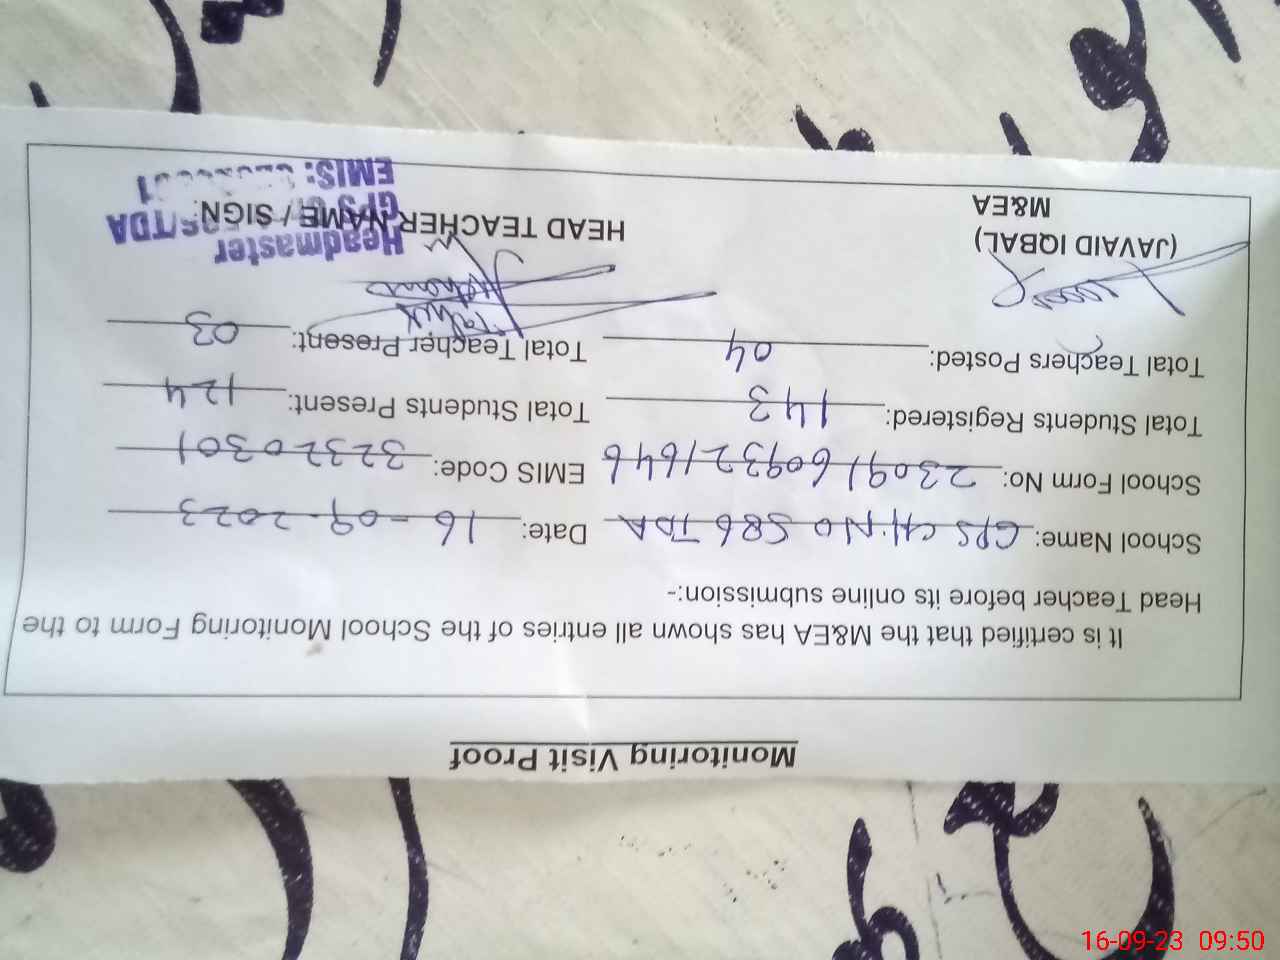 Monitoring Visit Proof
It is certified that the M&EA has shown all entries of the School Monitoring Form to the
Head Teacher before its online submission:-
School Name: GPS CH. NO 586 TDA Date: 16-09-2023
School Form No: 23091609321646 EMIS Code: 32320301
Total Students Registered: 143 Total Students Present: 124
Total Teachers Posted: 04 Total Teacher Present: 03
(JAVAID IQBAL)
M&EA
HEAD TEACHER NAME / SIGN:
Headmaster
GPS TDA
EMIS:
16-09-23 09:50